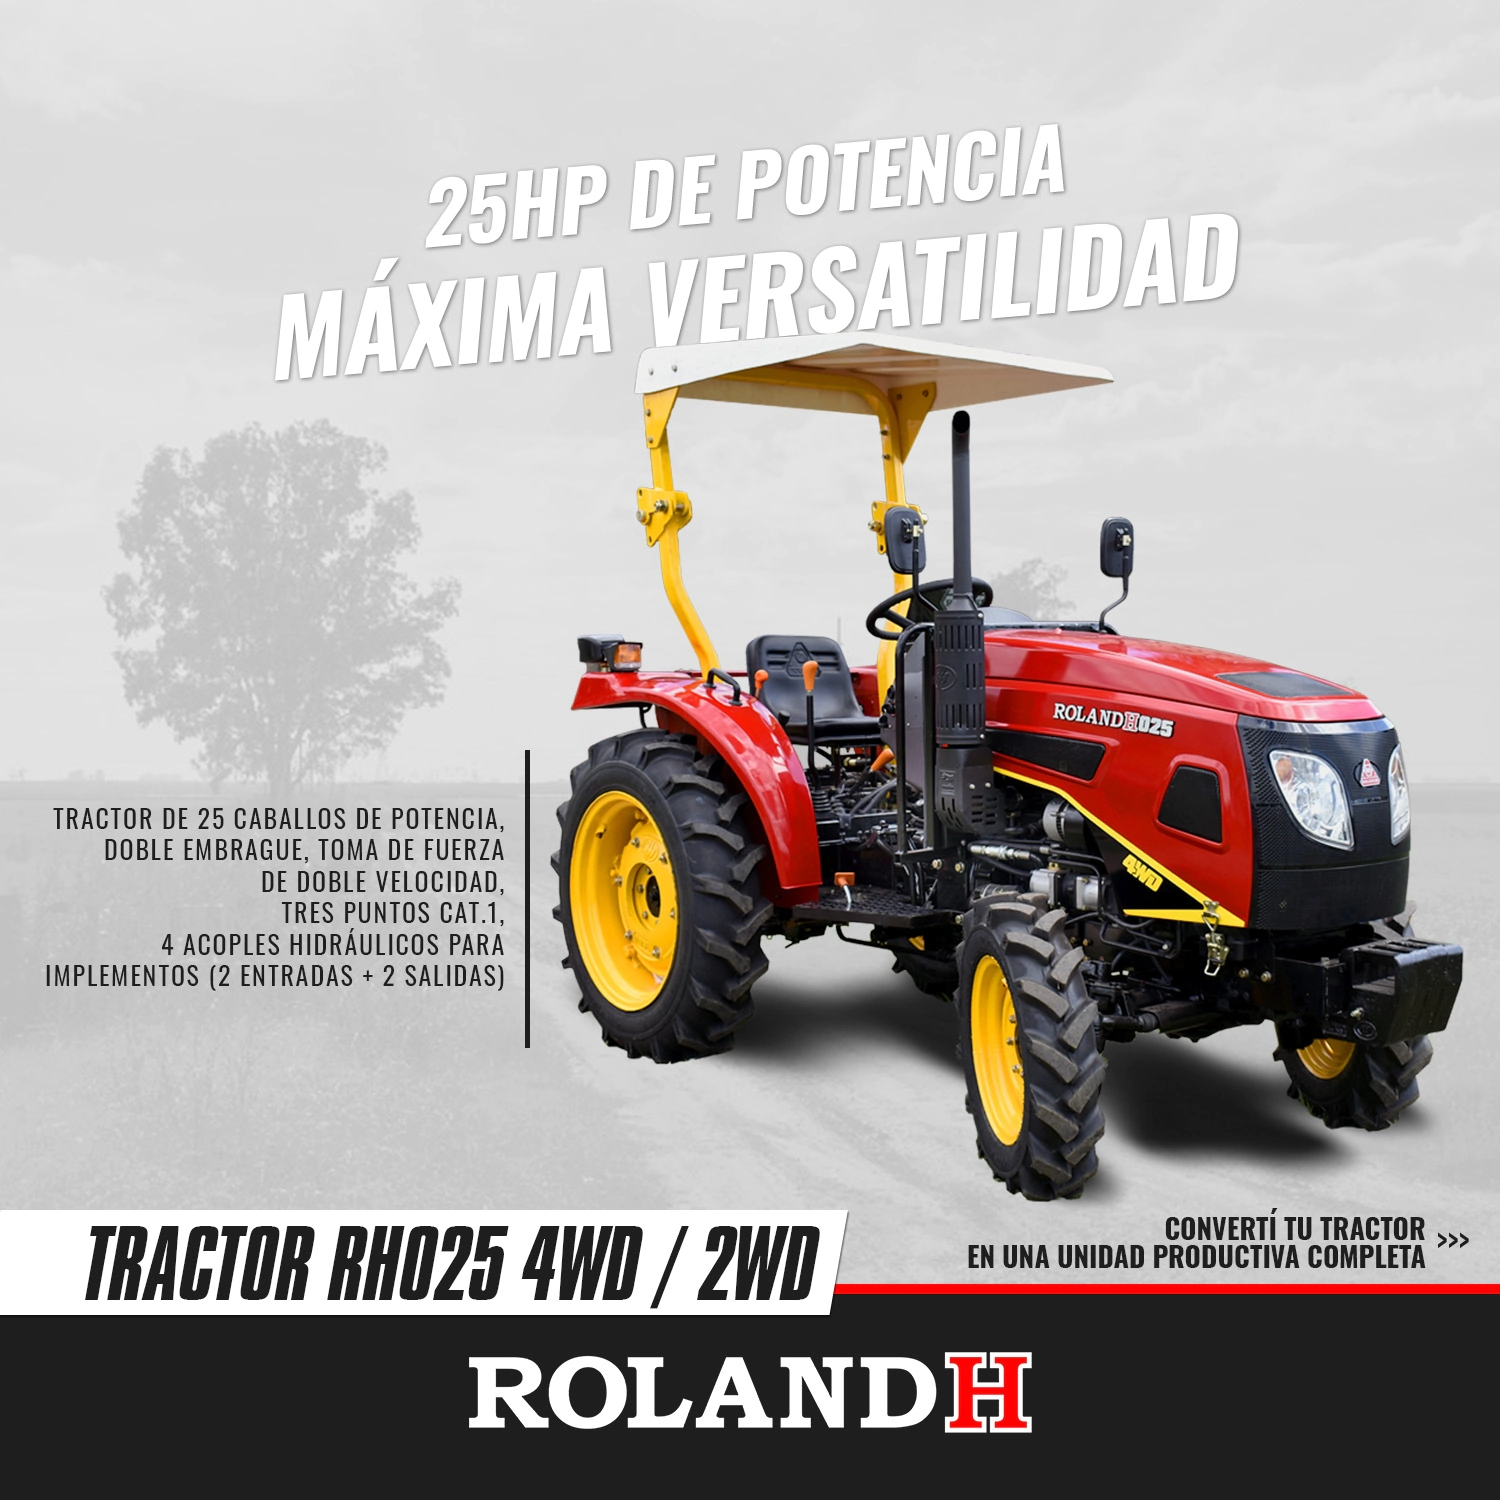 25HP DE POTENCIA
MÁXIMA VERSATILIDAD
ROLANDH025
4WD
TRACTOR DE 25 CABALLOS DE POTENCIA,
DOBLE EMBRAGUE, TOMA DE FUERZA
DE DOBLE VELOCIDAD,
TRES PUNTOS CAT.1,
4 ACOPLES HIDRÁULICOS PARA
IMPLEMENTOS (2 ENTRADAS + 2 SALIDAS)
CONVERTÍ TU TRACTOR
EN UNA UNIDAD PRODUCTIVA COMPLETA >>>
TRACTOR RH025 4WD / 2WD
ROLANDH